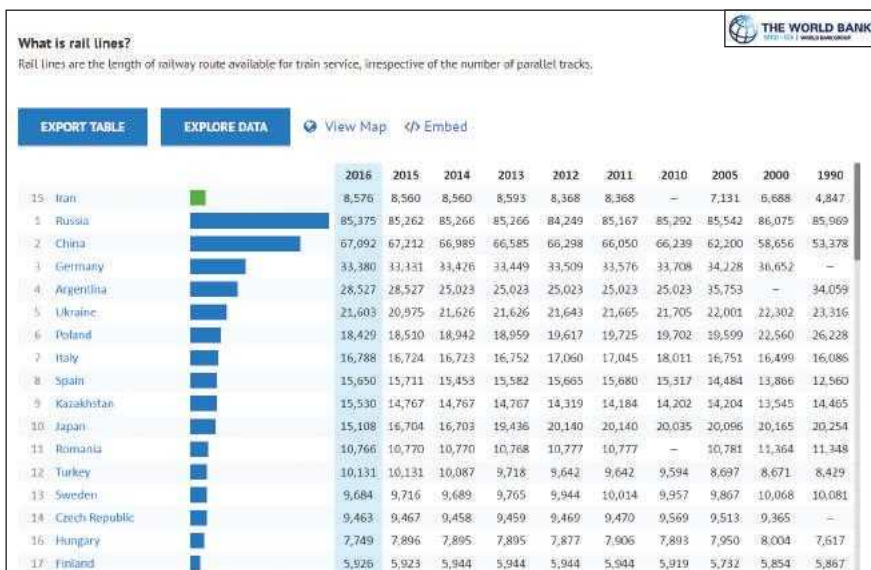 THE WORLD BANK
What is rail lines?
Rail lines are the length of railway route available for train service, irrespective of the number of parallel tracks.
EXPORT TABLE EXPLORE DATA View Map </> Embed
2016 2015 2014 2013 2012 2011 2010 2005 2000 1990
15 Iran 8,576 8,560 8,560 8,593 8,368 8,368 – 7,131 6,688 4,847
1 Russia 85,375 85,262 85,266 85,266 84,249 85,167 85,292 85,542 86,075 85,969
2 China 67,092 67,212 66,989 66,585 66,298 66,050 66,239 62,200 58,656 53,378
3 Germany 33,380 33,331 33,426 33,449 33,509 33,576 33,708 34,228 36,652 –
4 Argentina 28,527 28,527 25,023 25,023 25,023 25,023 25,023 35,753 – 34,059
5 Ukraine 21,603 20,975 21,626 21,626 21,643 21,665 21,705 22,001 22,302 23,316
6 Poland 18,429 18,510 18,942 18,959 19,617 19,725 19,702 19,599 22,560 26,228
7 Italy 16,788 16,724 16,723 16,752 17,060 17,045 18,011 16,751 16,499 16,086
8 Spain 15,650 15,711 15,453 15,582 15,665 15,680 15,317 14,484 13,866 12,560
9 Kazakhstan 15,530 14,767 14,767 14,767 14,319 14,184 14,202 14,204 13,545 14,465
10 Japan 15,108 16,704 16,703 19,436 20,140 20,140 20,035 20,096 20,165 20,254
11 Romania 10,766 10,770 10,770 10,768 10,777 10,777 – 10,781 11,364 11,348
12 Turkey 10,131 10,131 10,087 9,718 9,642 9,642 9,594 8,697 8,671 8,429
13 Sweden 9,684 9,716 9,689 9,765 9,944 10,014 9,957 9,867 10,068 10,081
14 Czech Republic 9,463 9,467 9,458 9,459 9,469 9,470 9,569 9,513 9,365 –
16 Hungary 7,749 7,896 7,895 7,895 7,877 7,906 7,893 7,950 8,004 7,617
17 Finland 5,926 5,923 5,944 5,944 5,944 5,944 5,919 5,732 5,854 5,867